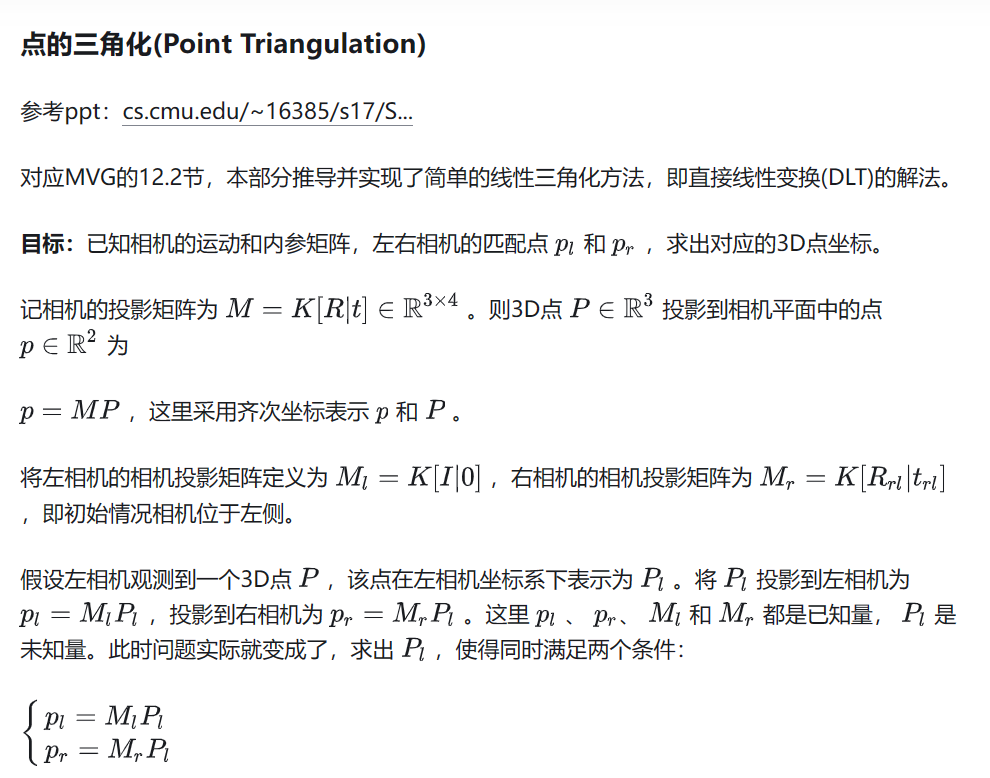 点的三角化(Point Triangulation)
参考ppt：cs.cmu.edu/~16385/s17/S...
对应MVG的12.2节，本部分推导并实现了简单的线性三角化方法，即直接线性变换(DLT)的解法。
目标：已知相机的运动和内参矩阵，左右相机的匹配点 $p_l$ 和 $p_r$ ，求出对应的3D点坐标。
记相机的投影矩阵为 $M = K[R|t] \in \mathbb{R}^{3 \times 4}$ 。则3D点 $P \in \mathbb{R}^3$ 投影到相机平面中的点
$p \in \mathbb{R}^2$ 为
$p = MP$ ，这里采用齐次坐标表示 $p$ 和 $P$ 。
将左相机的相机投影矩阵定义为 $M_l = K[I|0]$ ，右相机的相机投影矩阵为 $M_r = K[R_{rl}|t_{rl}]$
，即初始情况相机位于左侧。
假设左相机观测到一个3D点 $P$ ，该点在左相机坐标系下表示为 $P_l$ 。将 $P_l$ 投影到左相机为
$p_l = M_l P_l$ ，投影到右相机为 $p_r = M_r P_l$ 。这里 $p_l$ 、 $p_r$、 $M_l$ 和 $M_r$ 都是已知量， $P_l$ 是
未知量。此时问题实际就变成了，求出 $P_l$ ，使得同时满足两个条件：
$\begin{cases} p_l = M_l P_l \\ p_r = M_r P_l \end{cases}$